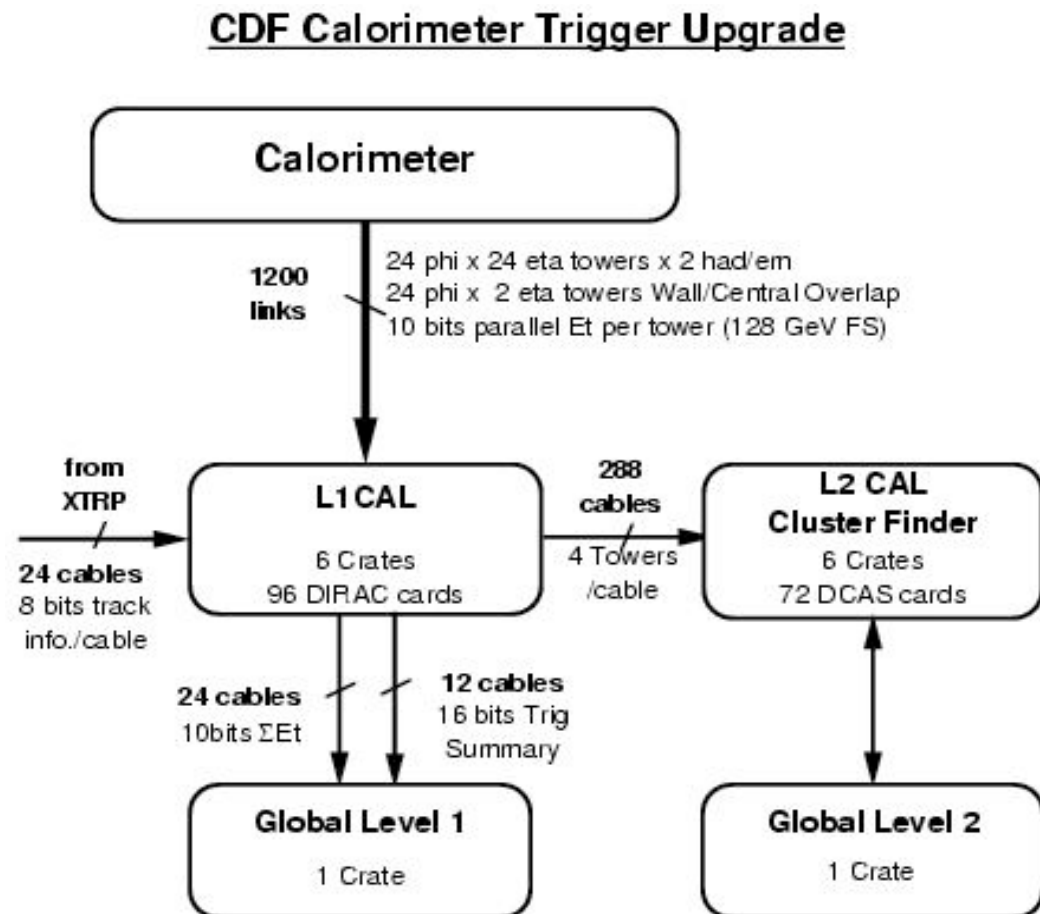 CDF Calorimeter Trigger Upgrade
Calorimeter
1200
links
24 phi x 24 eta towers x 2 had/em
24 phi x 2 eta towers Wall/Central Overlap
10 bits parallel Et per tower (128 GeV FS)
from
XTRP
24 cables
8 bits track
info./cable
L1CAL
6 Crates
96 DIRAC cards
288
cables
4 Towers
/cable
L2 CAL
Cluster Finder
6 Crates
72 DCAS cards
24 cables
10bits ΣEt
12 cables
16 bits Trig
Summary
Global Level 1
1 Crate
Global Level 2
1 Crate